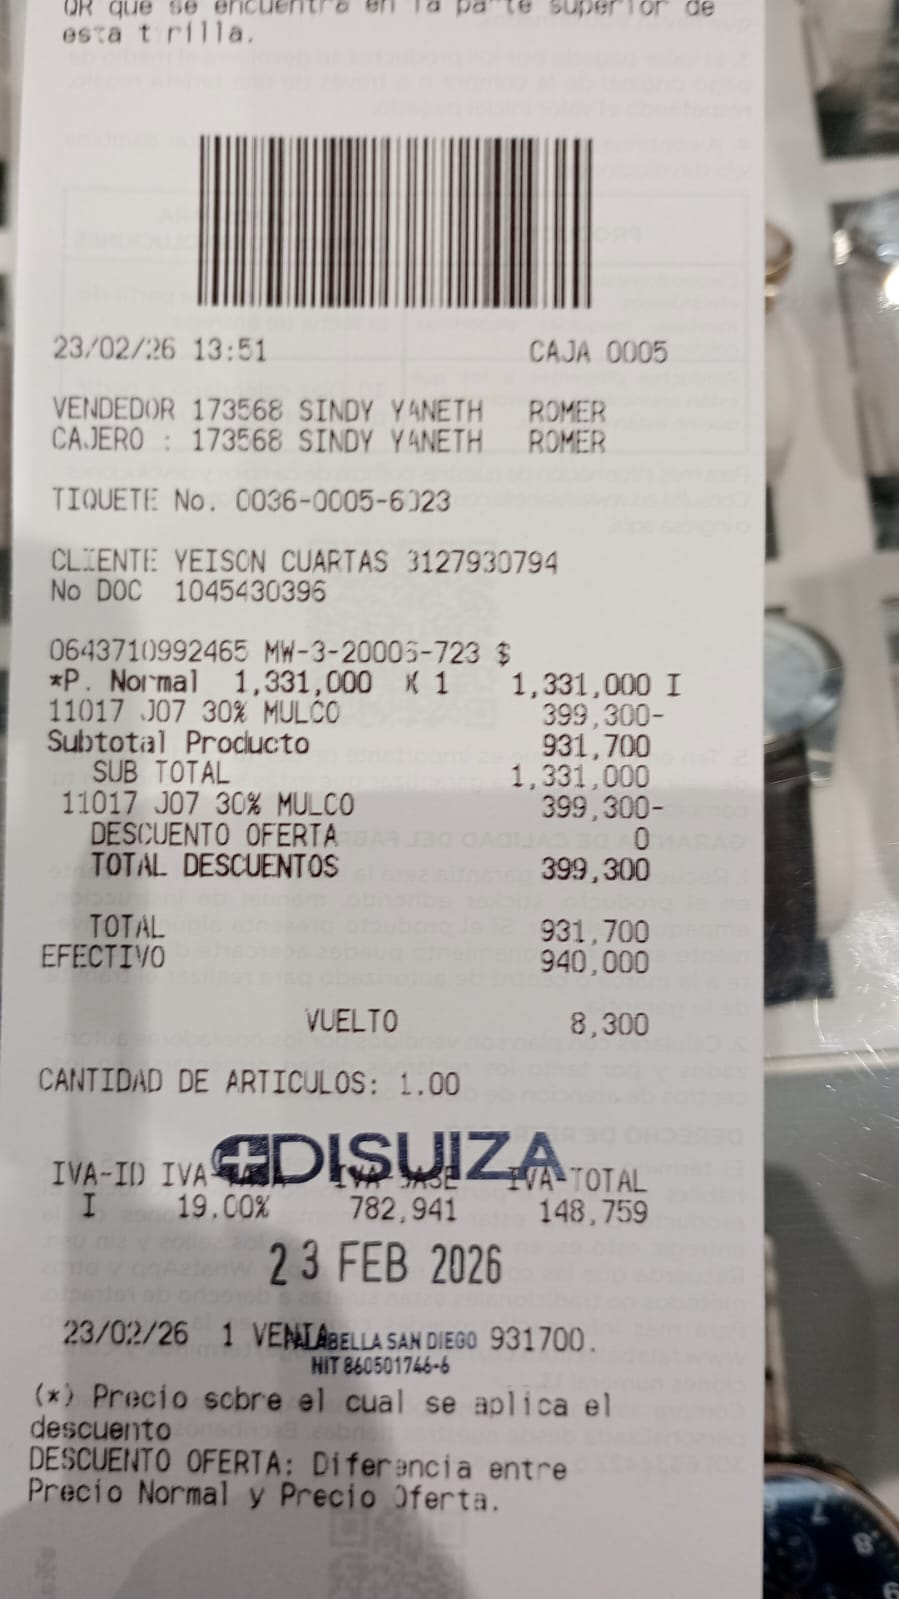 QR que se encuentra en la parte superior de
esta tirilla.
23/02/26 13:51 CAJA 0005
VENDEDOR 173568 SINDY YANETH ROMER
CAJERO : 173568 SINDY YANETH ROMER
TIQUETE No. 0036-0005-6023
CLIENTE YEISON CUARTAS 3127930794
No DOC 1045430396
0643710992465 MW-3-20005-723 $
*P. Normal 1,331,000 X 1 1,331,000 I
11017 J07 30% MULCO 399,300-
Subtotal Producto 931,700
SUB TOTAL 1,331,000
11017 J07 30% MULCO 399,300-
DESCUENTO OFERTA 0
TOTAL DESCUENTOS 399,300
TOTAL 931,700
EFECTIVO 940,000
VUELTO 8,300
CANTIDAD DE ARTICULOS: 1.00
DISUIZA
IVA-ID IVA-TASA IVA-BASE IVA-TOTAL
I 19.00% 782,941 148,759
23 FEB 2026
23/02/26 1 VENTA 931700.
FALABELLA SAN DIEGO
NIT 860501746-6
(*) Precio sobre el cual se aplica el
descuento
DESCUENTO OFERTA: Diferencia entre
Precio Normal y Precio Oferta.